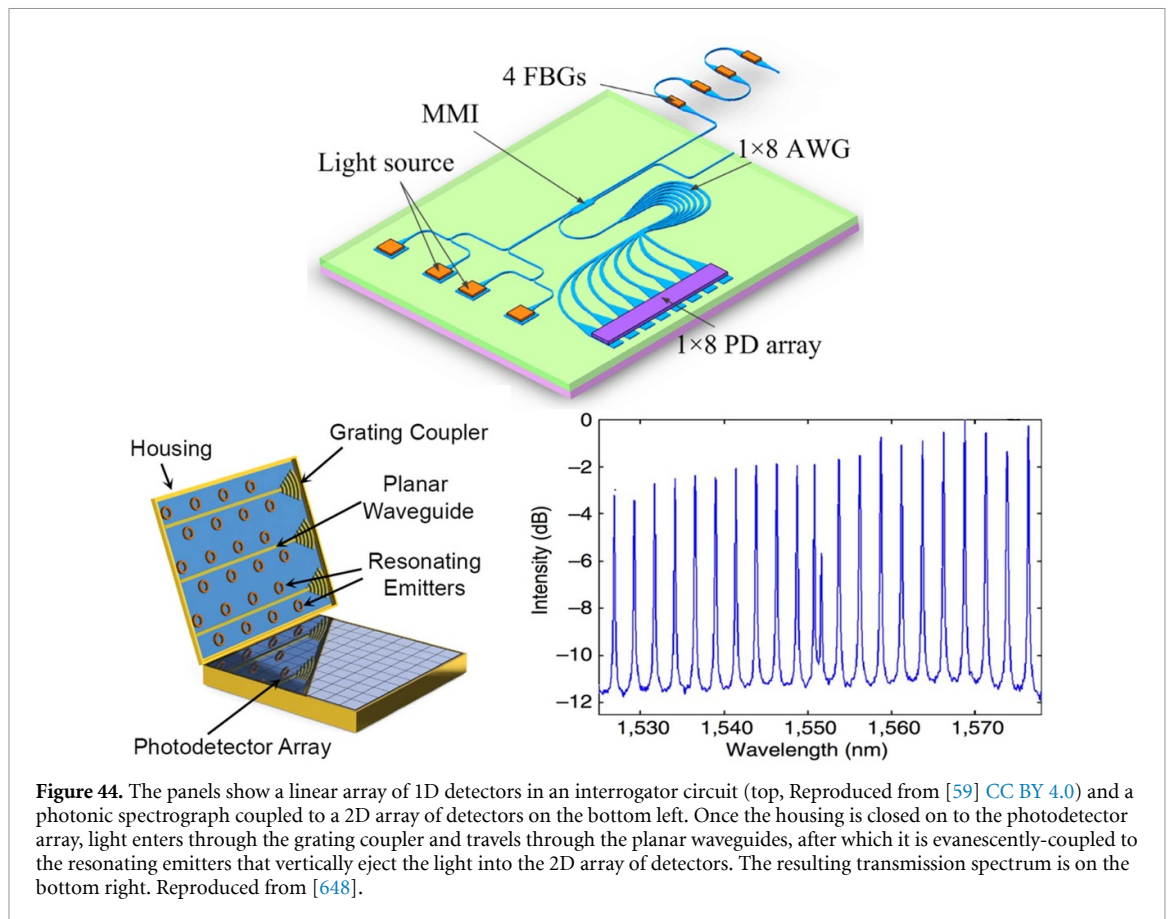 4 FBGs
MMI
1×8 AWG
Light source
1×8 PD array
Housing
Grating Coupler
Planar
Waveguide
Resonating
Emitters
Photodetector Array
0
−2
−4
−6
−8
−10
−12
Intensity (dB)
1,530
1,540
1,550
1,560
1,570
Wavelength (nm)
Figure 44. The panels show a linear array of 1D detectors in an interrogator circuit (top, Reproduced from [59] CC BY 4.0) and a
photonic spectrograph coupled to a 2D array of detectors on the bottom left. Once the housing is closed on to the photodetector
array, light enters through the grating coupler and travels through the planar waveguides, after which it is evanescently-coupled to
the resonating emitters that vertically eject the light into the 2D array of detectors. The resulting transmission spectrum is on the
bottom right. Reproduced from [648].